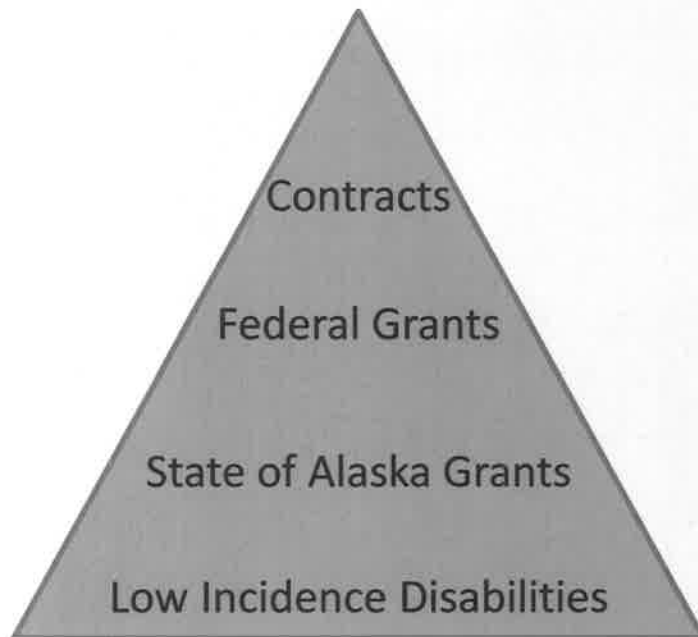 Contracts
Federal Grants
State of Alaska Grants
Low Incidence Disabilities